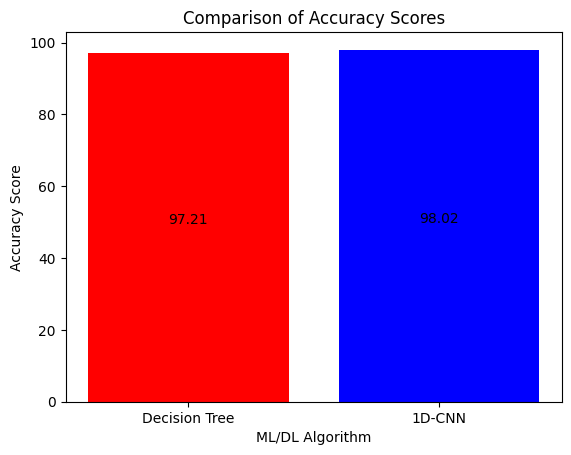 Comparison of Accuracy Scores
100
80
60
40
20
0
Accuracy Score
97.21
98.02
Decision Tree
1D-CNN
ML/DL Algorithm